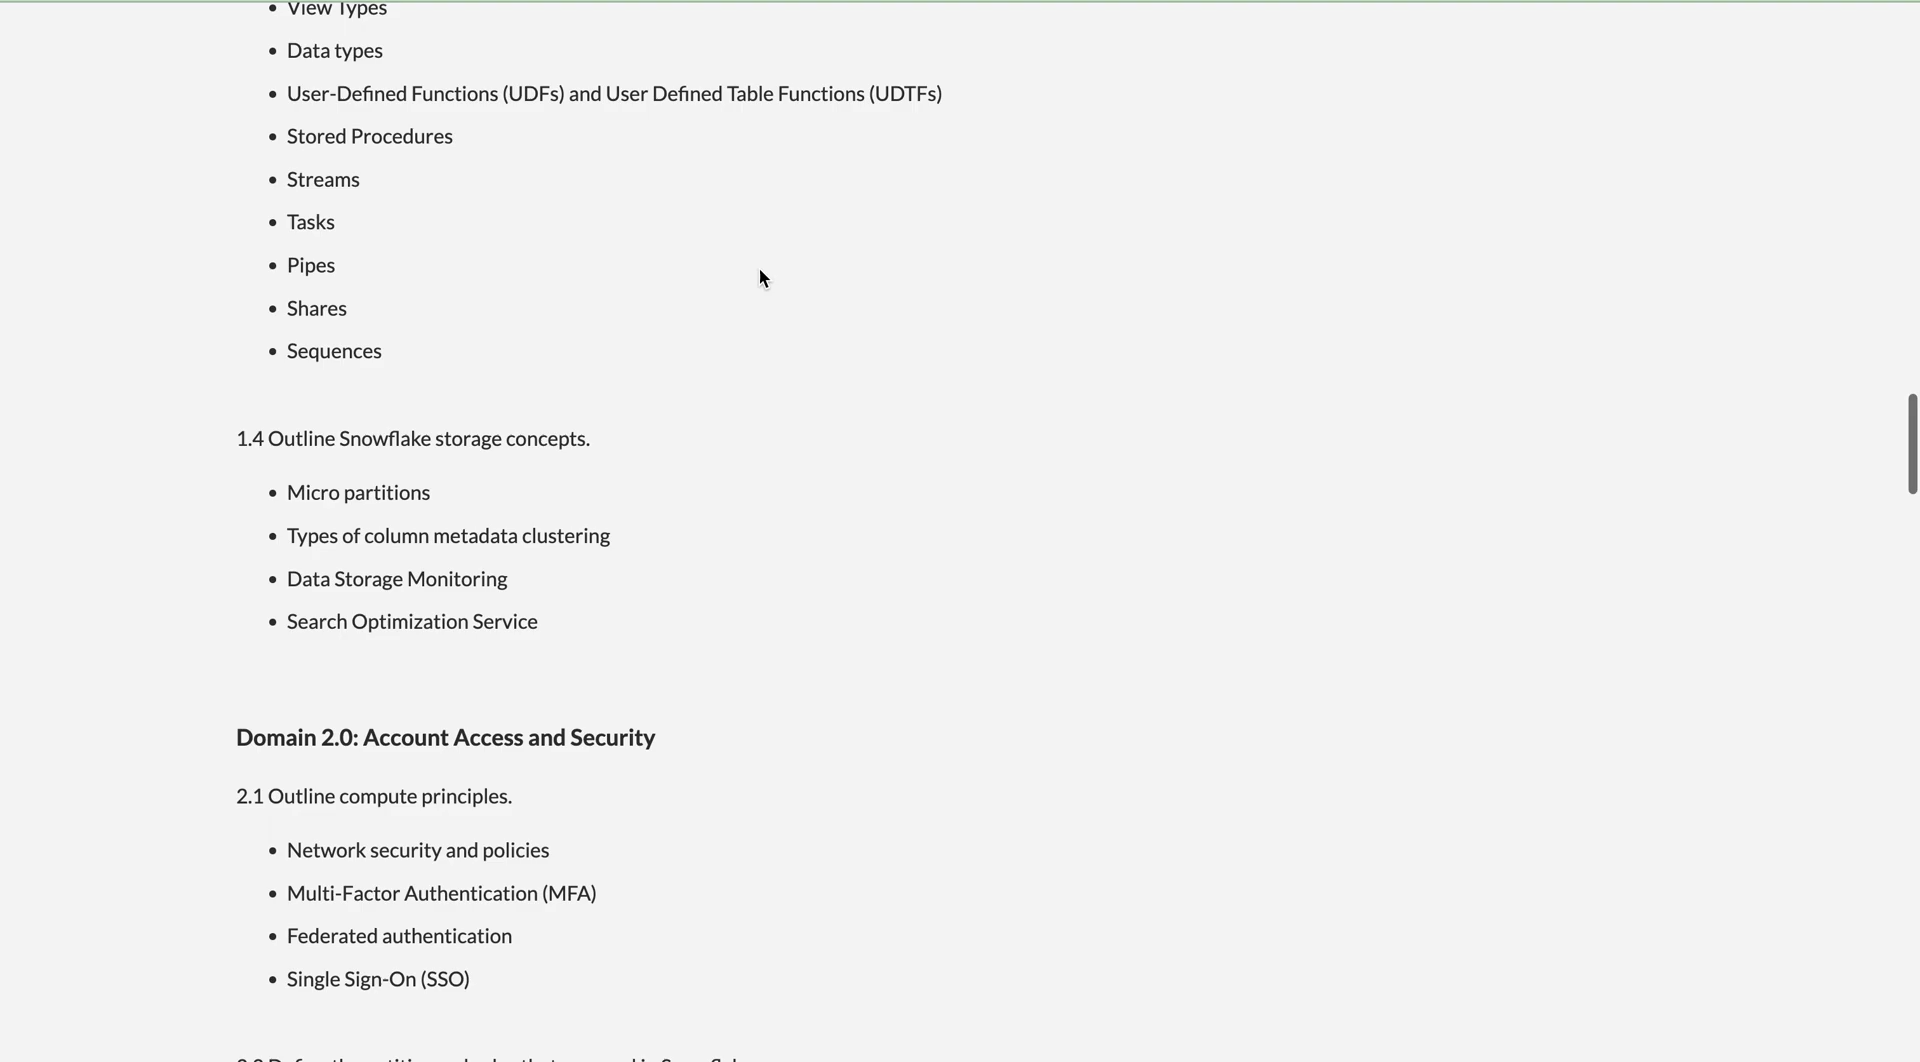 • View Types
• Data types
• User-Defined Functions (UDFs) and User Defined Table Functions (UDTFs)
• Stored Procedures
• Streams
• Tasks
• Pipes
• Shares
• Sequences
1.4 Outline Snowflake storage concepts.
• Micro partitions
• Types of column metadata clustering
• Data Storage Monitoring
• Search Optimization Service
Domain 2.0: Account Access and Security
2.1 Outline compute principles.
• Network security and policies
• Multi-Factor Authentication (MFA)
• Federated authentication
• Single Sign-On (SSO)